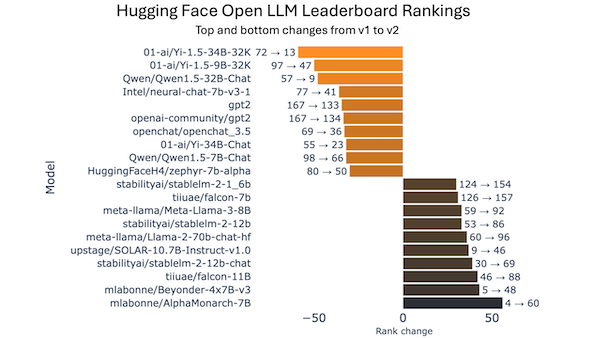 Hugging Face Open LLM Leaderboard Rankings
Top and bottom changes from v1 to v2
01-ai/Yi-1.5-34B-32K 72 → 13
01-ai/Yi-1.5-9B-32K 97 → 47
Qwen/Qwen1.5-32B-Chat 57 → 9
Intel/neural-chat-7b-v3-1 77 → 41
gpt2 167 → 133
openai-community/gpt2 167 → 134
openchat/openchat_3.5 69 → 36
01-ai/Yi-34B-Chat 55 → 23
Qwen/Qwen1.5-7B-Chat 98 → 66
HuggingFaceH4/zephyr-7b-alpha 80 → 50
stabilityai/stablelm-2-1_6b 124 → 154
tiiuae/falcon-7b 126 → 157
meta-llama/Meta-Llama-3-8B 59 → 92
stabilityai/stablelm-2-12b 53 → 86
meta-llama/Llama-2-70b-chat-hf 60 → 96
upstage/SOLAR-10.7B-Instruct-v1.0 9 → 46
stabilityai/stablelm-2-12b-chat 30 → 69
tiiuae/falcon-11B 46 → 88
mlabonne/Beyonder-4x7B-v3 5 → 48
mlabonne/AlphaMonarch-7B 4 → 60
Model
−50 0 50
Rank change